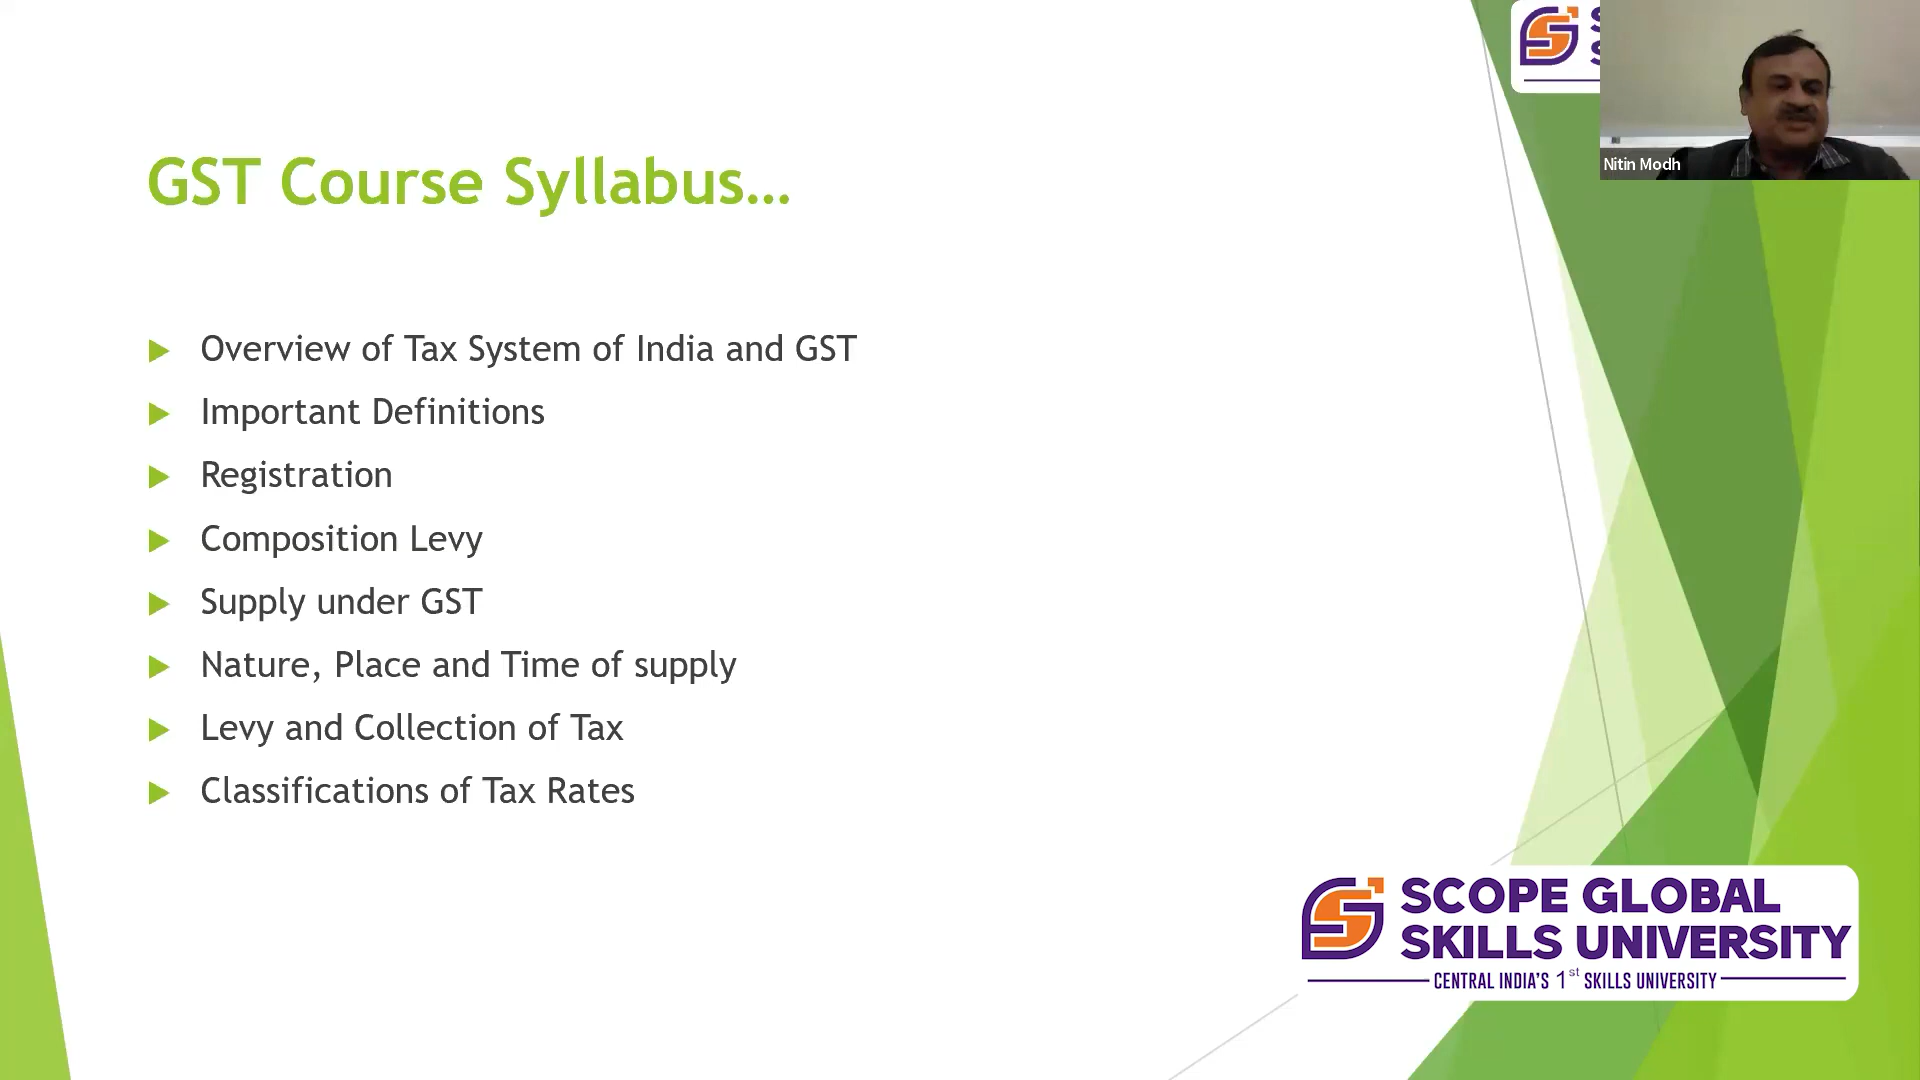 GST Course Syllabus...
Overview of Tax System of India and GST
Important Definitions
Registration
Composition Levy
Supply under GST
Nature, Place and Time of supply
Levy and Collection of Tax
Classifications of Tax Rates
Nitin Modh
SCOPE GLOBAL
SKILLS UNIVERSITY
CENTRAL INDIA'S 1st SKILLS UNIVERSITY